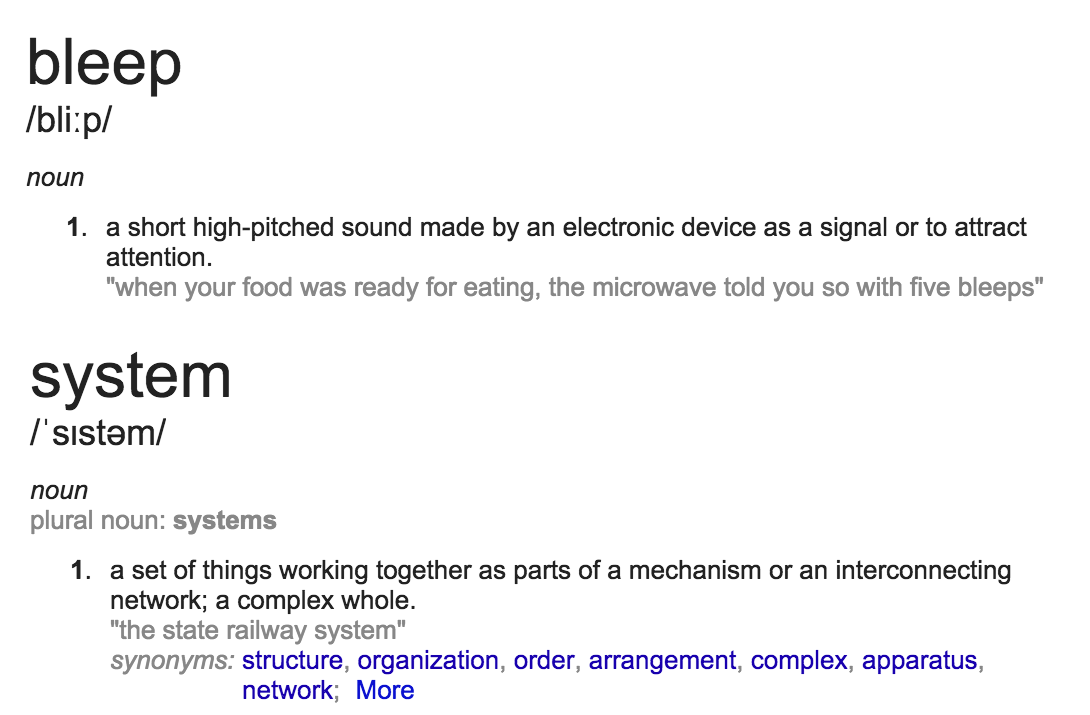 bleep
/bliːp/
noun
1. a short high-pitched sound made by an electronic device as a signal or to attract
attention.
"when your food was ready for eating, the microwave told you so with five bleeps"
system
/ˈsɪstəm/
noun
plural noun: systems
1. a set of things working together as parts of a mechanism or an interconnecting
network; a complex whole.
"the state railway system"
synonyms: structure, organization, order, arrangement, complex, apparatus,
network; More